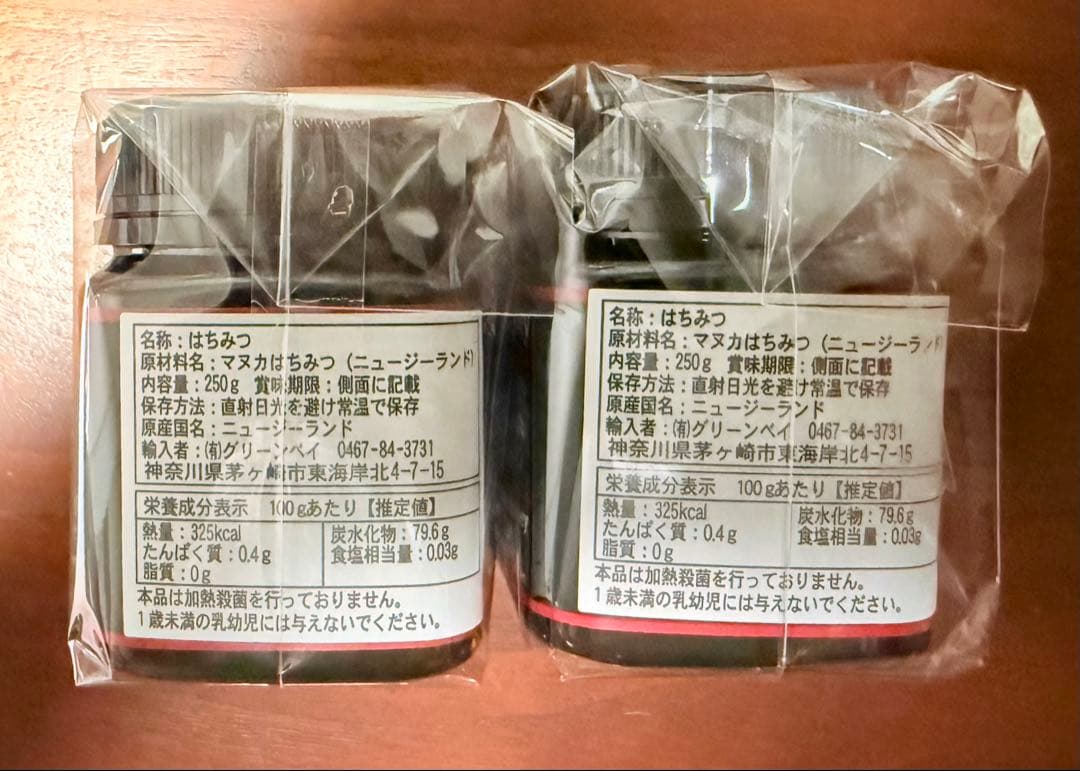 名称：はちみつ
原材料名：マヌカはちみつ（ニュージーランド）
内容量：250g　賞味期限：側面に記載
保存方法：直射日光を避け常温で保存
原産国名：ニュージーランド
輸入者：㈲グリーンベイ　0467-84-3731
神奈川県茅ヶ崎市東海岸北4-7-15
栄養成分表示　100gあたり【推定値】
熱量：325kcal　炭水化物：79.6g
たんぱく質：0.4g　食塩相当量：0.03g
脂質：0g
本品は加熱殺菌を行っておりません。
1歳未満の乳幼児には与えないでください。
名称：はちみつ
原材料名：マヌカはちみつ（ニュージーランド）
内容量：250g　賞味期限：側面に記載
保存方法：直射日光を避け常温で保存
原産国名：ニュージーランド
輸入者：㈲グリーンベイ　0467-84-3731
神奈川県茅ヶ崎市東海岸北4-7-15
栄養成分表示　100gあたり【推定値】
熱量：325kcal　炭水化物：79.6g
たんぱく質：0.4g　食塩相当量：0.03g
脂質：0g
本品は加熱殺菌を行っておりません。
1歳未満の乳幼児には与えないでください。